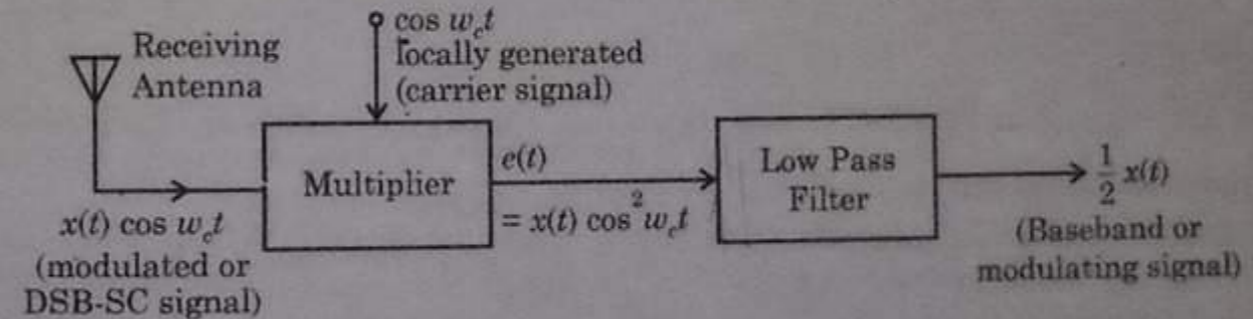 Receiving
Antenna
cos w_c t
locally generated
(carrier signal)
Multiplier
x(t) cos w_c t
(modulated or
DSB-SC signal)
e(t)
= x(t) cos² w_c t
Low Pass
Filter
1/2 x(t)
(Baseband or
modulating signal)